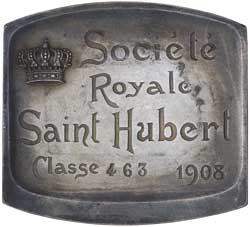 Société
Royale
Saint Hubert
Classe 463 1908